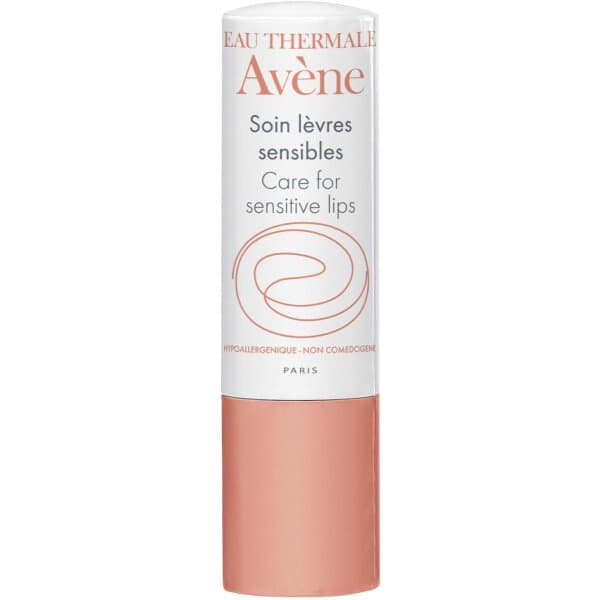 EAU THERMALE
Avène
Soin lèvres
sensibles
Care for
sensitive lips
HYPOALLERGENIQUE - NON COMEDOGENE
PARIS